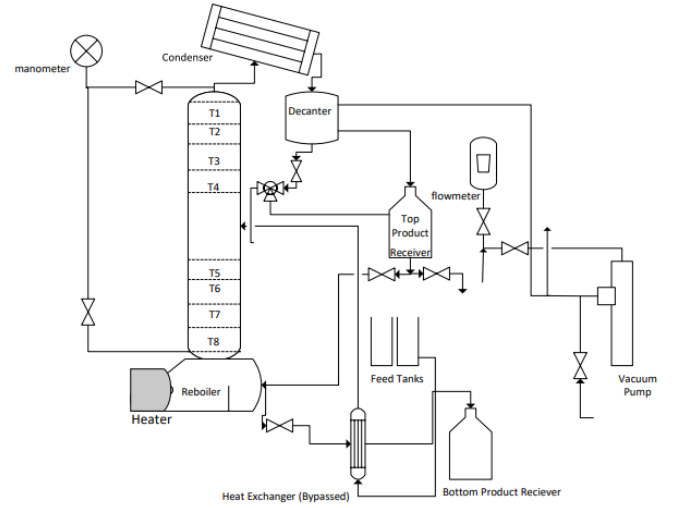 manometer
Condenser
Decanter
T1
T2
T3
T4
flowmeter
Top
Product
Receiver
T5
T6
T7
T8
Reboiler
Heater
Feed Tanks
Vacuum
Pump
Heat Exchanger (Bypassed)
Bottom Product Reciever